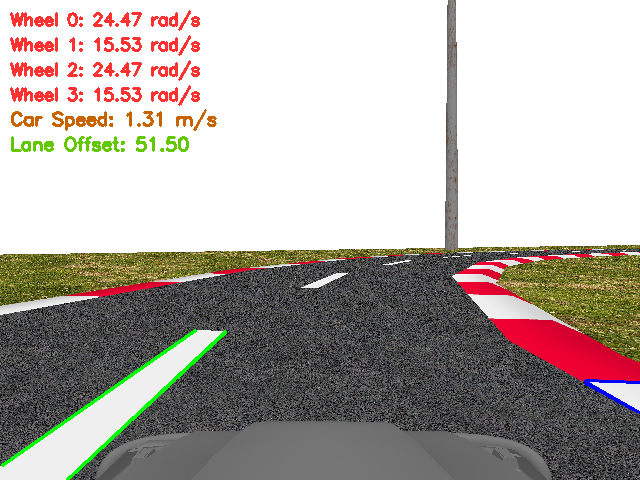 Wheel 0: 24.47 rad/s
Wheel 1: 15.53 rad/s
Wheel 2: 24.47 rad/s
Wheel 3: 15.53 rad/s
Car Speed: 1.31 m/s
Lane Offset: 51.50